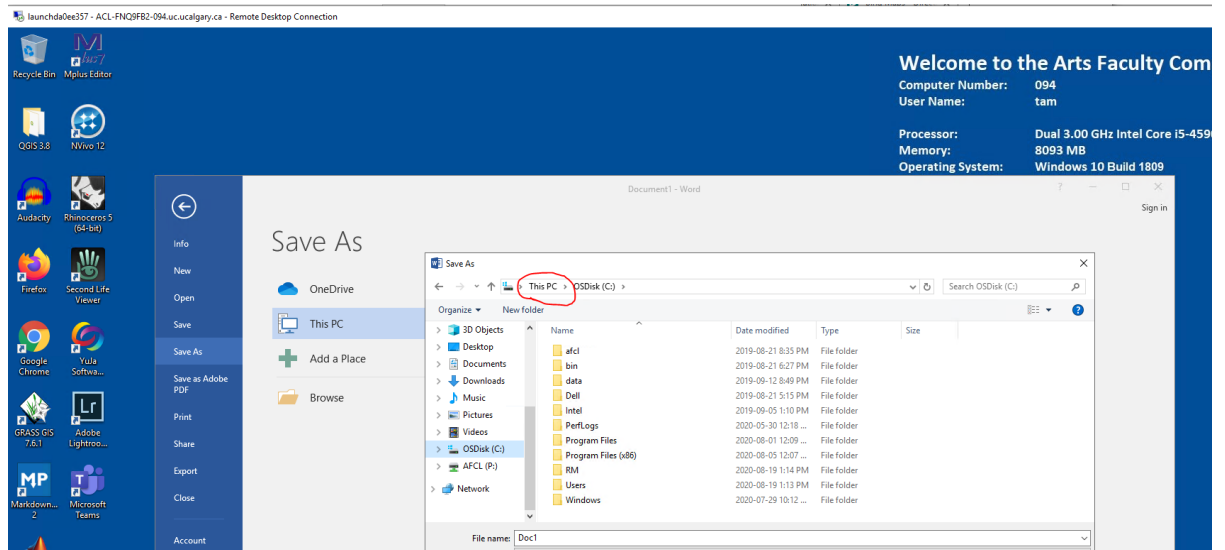 launchda0ee357 - ACL-FNQ9FB2-094.uc.ucalgary.ca - Remote Desktop Connection
Recycle Bin
Mplus Editor
QGIS 3.8
NVivo 12
Audacity
Rhinoceros 5
(64-bit)
Firefox
Second Life
Viewer
Google
Chrome
YuJa
Softwa...
GRASS GIS
7.6.1
Lr
Adobe
Lightroo...
MP
Markdown...
2
Microsoft
Teams
Welcome to the Arts Faculty Com
Computer Number: 094
User Name: tam
Processor: Dual 3.00 GHz Intel Core i5-459
Memory: 8093 MB
Operating System: Windows 10 Build 1809
Document1 - Word
Sign in
Info
New
Open
Save
Save As
Save as Adobe
PDF
Print
Share
Export
Close
Account
Save As
OneDrive
This PC
Add a Place
Browse
Save As
This PC > OSDisk (C:) >
Search OSDisk (C:)
Organize
New folder
3D Objects
Desktop
Documents
Downloads
Music
Pictures
Videos
OSDisk (C:)
AFCL (P:)
Network
Name Date modified Type Size
afcl 2019-08-21 8:35 PM File folder
bin 2019-08-21 6:27 PM File folder
data 2019-09-12 8:49 PM File folder
Dell 2019-08-21 5:15 PM File folder
Intel 2019-09-05 1:10 PM File folder
PerfLogs 2020-05-30 12:18 ... File folder
Program Files 2020-08-01 12:09 ... File folder
Program Files (x86) 2020-08-05 12:07 ... File folder
RM 2020-08-19 1:14 PM File folder
Users 2020-08-19 1:13 PM File folder
Windows 2020-07-29 10:12 ... File folder
File name: Doc1